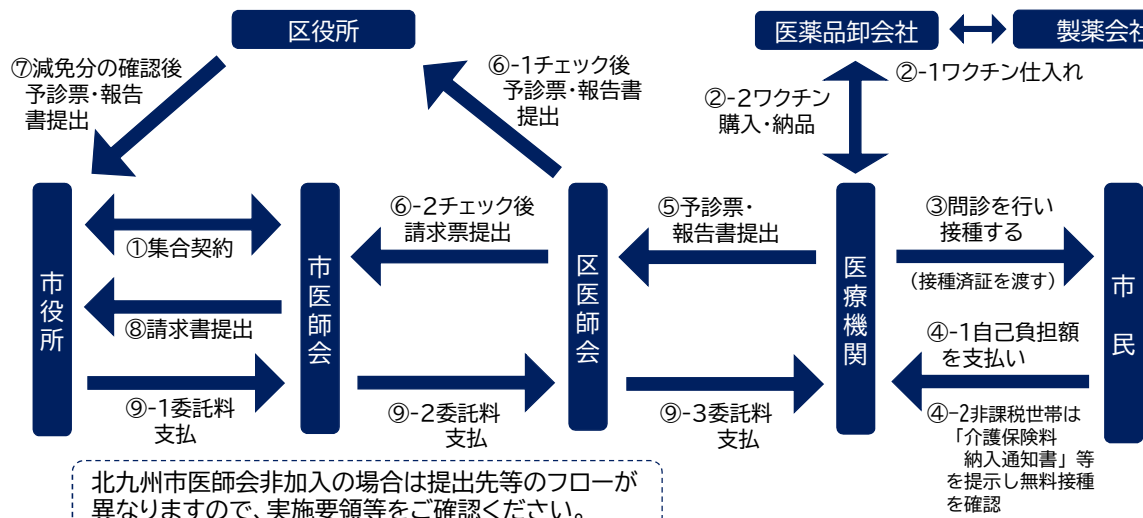 区役所
医薬品卸会社
製薬会社
⑦減免分の確認後
予診票・報告
書提出
⑥-1チェック後
予診票・報告書
提出
②-1ワクチン仕入れ
②-2ワクチン
購入・納品
市役所
①集合契約
⑧請求書提出
⑨-1委託料
支払
市医師会
⑥-2チェック後
請求票提出
⑨-2委託料
支払
区医師会
⑤予診票・
報告書提出
⑨-3委託料
支払
医療機関
③問診を行い
接種する
(接種済証を渡す)
④-1自己負担額
を支払い
④-2非課税世帯は
「介護保険料
納入通知書」等
を提示し無料接種
を確認
市民
北九州市医師会非加入の場合は提出先等のフローが
異なりますので、実施要領等をご確認ください。